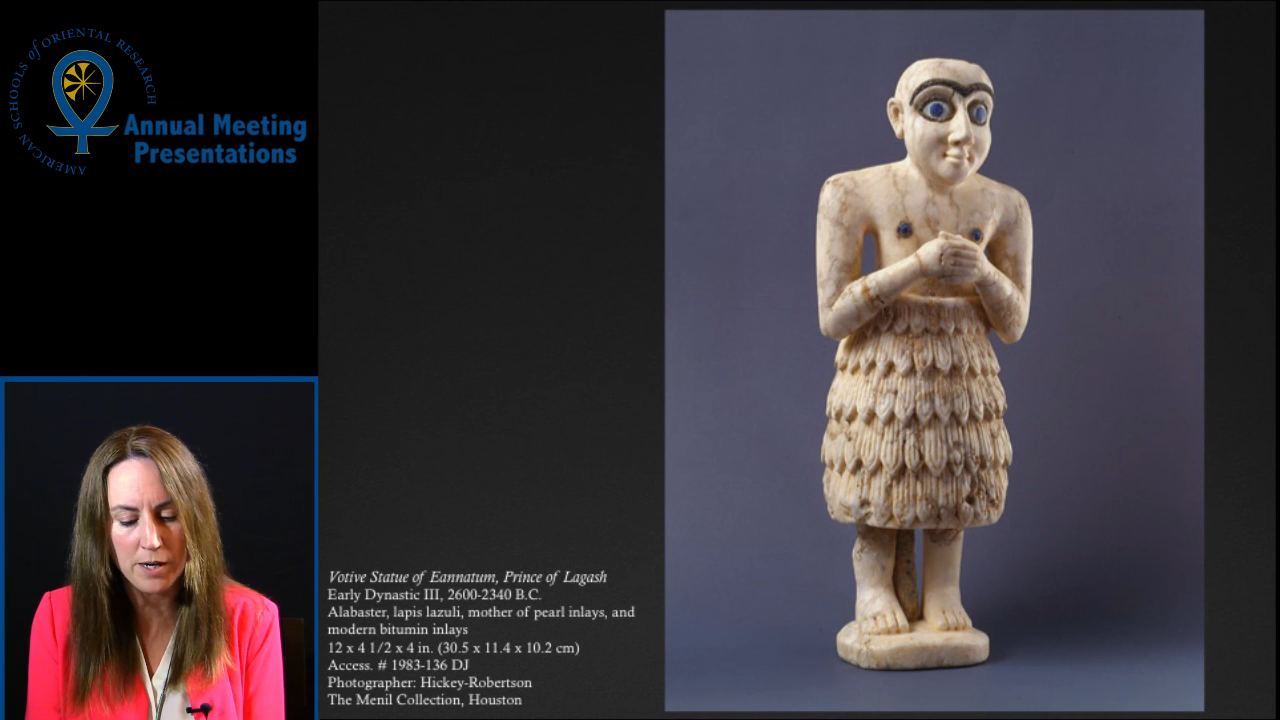 AMERICAN SCHOOLS of ORIENTAL RESEARCH
Annual Meeting
Presentations
Votive Statue of Eannatum, Prince of Lagash
Early Dynastic III, 2600-2340 B.C.
Alabaster, lapis lazuli, mother of pearl inlays, and
modern bitumin inlays
12 x 4 1/2 x 4 in. (30.5 x 11.4 x 10.2 cm)
Access. # 1983-136 DJ
Photographer: Hickey-Robertson
The Menil Collection, Houston